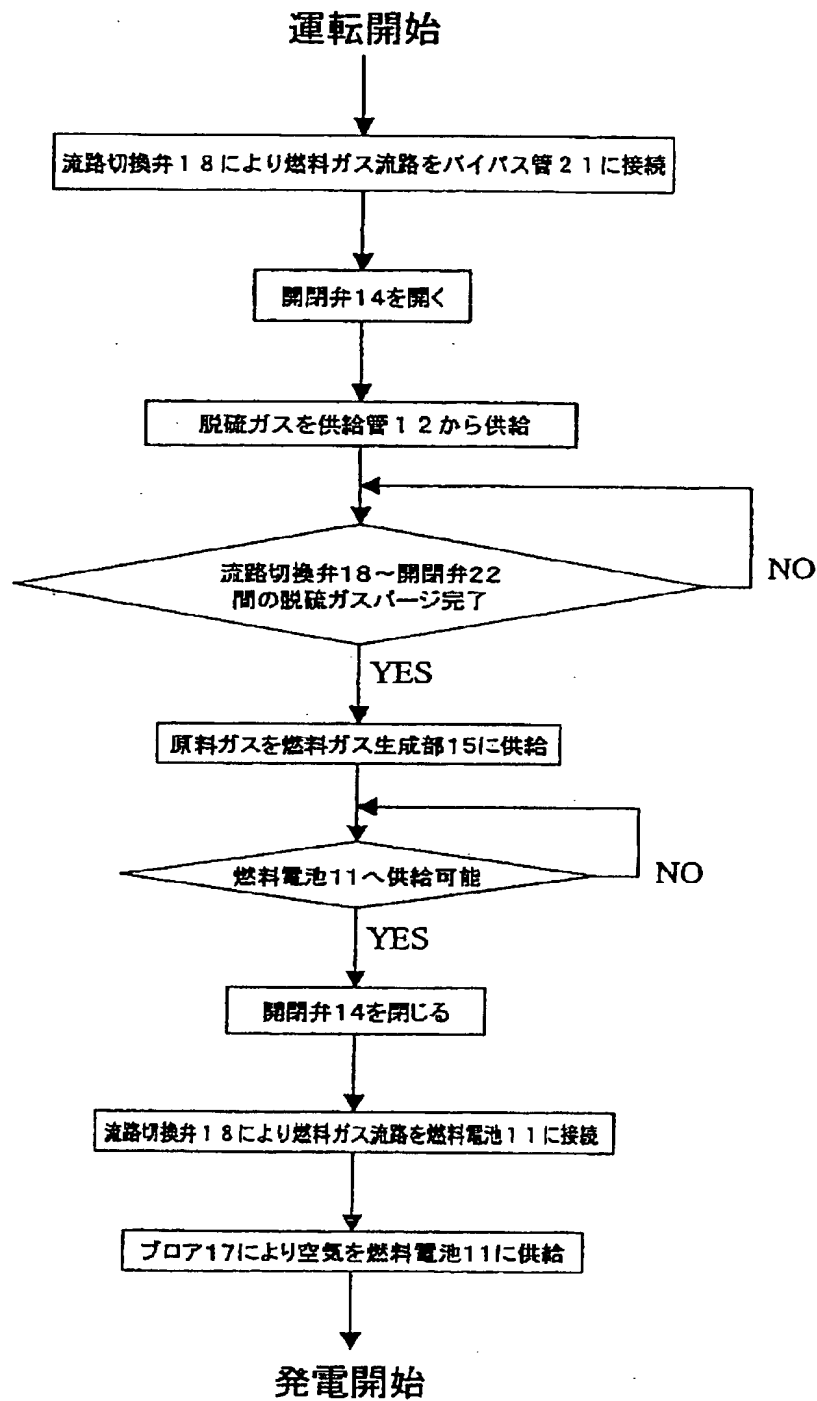 運転開始
流路切換弁18により燃料ガス流路をバイパス管21に接続
開閉弁14を開く
脱硫ガスを供給管12から供給
流路切換弁18~開閉弁22
間の脱硫ガスパージ完了
NO
YES
原料ガスを燃料ガス生成部15に供給
燃料電池11へ供給可能
NO
YES
開閉弁14を閉じる
流路切換弁18により燃料ガス流路を燃料電池11に接続
ブロア17により空気を燃料電池11に供給
発電開始